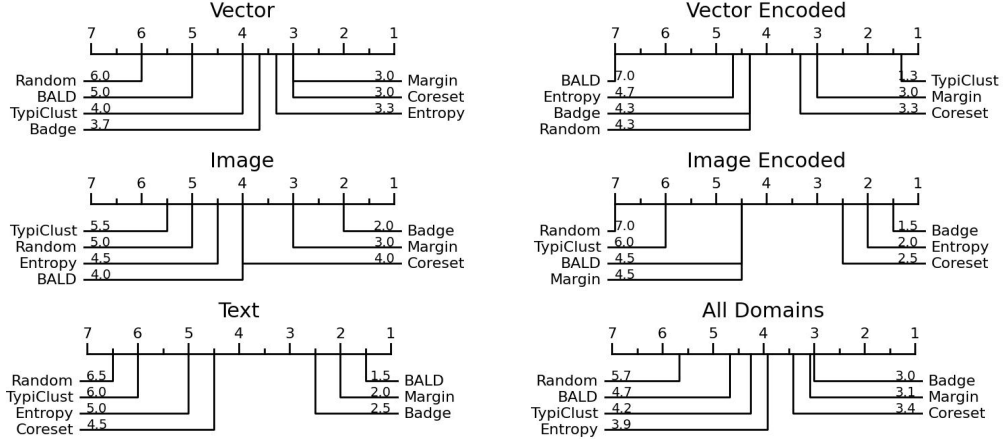 Vector
7 6 5 4 3 2 1
Random 6.0 3.0 Margin
BALD 5.0 3.0 Coreset
TypiClust 4.0 3.3 Entropy
Badge 3.7
Vector Encoded
7 6 5 4 3 2 1
BALD 7.0 1.3 TypiClust
Entropy 4.7 3.0 Margin
Badge 4.3 3.3 Coreset
Random 4.3
Image
7 6 5 4 3 2 1
TypiClust 5.5 2.0 Badge
Random 5.0 3.0 Margin
Entropy 4.5 4.0 Coreset
BALD 4.0
Image Encoded
7 6 5 4 3 2 1
Random 7.0 1.5 Badge
TypiClust 6.0 2.0 Entropy
BALD 4.5 2.5 Coreset
Margin 4.5
Text
7 6 5 4 3 2 1
Random 6.5 1.5 BALD
TypiClust 6.0 2.0 Margin
Entropy 5.0 2.5 Badge
Coreset 4.5
All Domains
7 6 5 4 3 2 1
Random 5.7 3.0 Badge
BALD 4.7 3.1 Margin
TypiClust 4.2 3.4 Coreset
Entropy 3.9